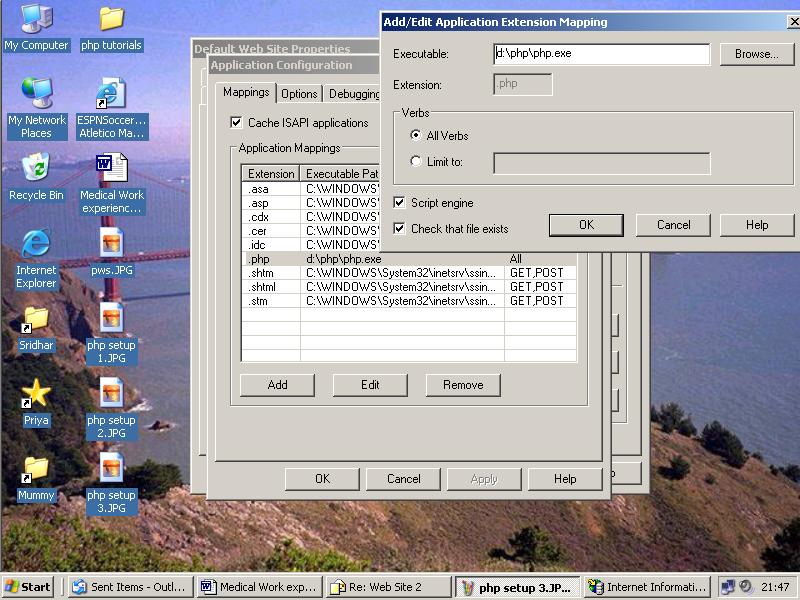 My Computer
php tutorials
My Network
Places
ESPNSoccer...
Atletico Ma...
Recycle Bin
Medical Work
experienc...
Internet
Explorer
pws.JPG
Sridhar
php setup
1.JPG
Priya
php setup
2.JPG
Mummy
php setup
3.JPG
Default Web Site Properties
Application Configuration
Mappings
Options
Debugging
Cache ISAPI applications
Application Mappings
Extension
Executable Pat
.asa C:\WINDOWS'
.asp C:\WINDOWS'
.cdx C:\WINDOWS'
.cer C:\WINDOWS'
.idc C:\WINDOWS'
.php d:\php\php.exe All
.shtm C:\WINDOWS\System32\inetsrv\ssin... GET,POST
.shtml C:\WINDOWS\System32\inetsrv\ssin... GET,POST
.stm C:\WINDOWS\System32\inetsrv\ssin... GET,POST
Add
Edit
Remove
OK
Cancel
Apply
Help
Add/Edit Application Extension Mapping
Executable: d:\php\php.exe
Browse...
Extension: .php
Verbs
All Verbs
Limit to:
Script engine
Check that file exists
OK
Cancel
Help
Start
Sent Items - Outl...
Medical Work exp...
Re: Web Site 2
php setup 3.JP...
Internet Informati...
21:47